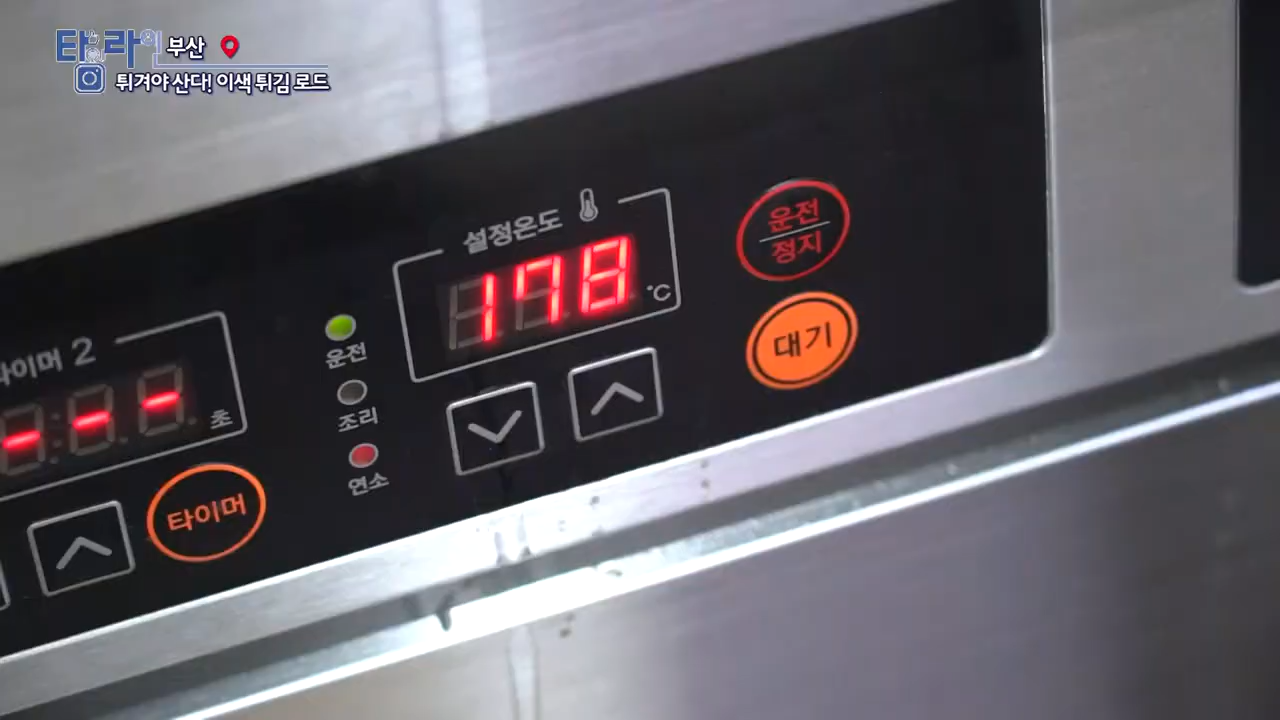 타라이 부산
튀겨야 산다! 이색 튀김 로드
설정온도
178 ℃
운전
정지
대기
타이머 2
--- 초
운전
조리
연소
타이머